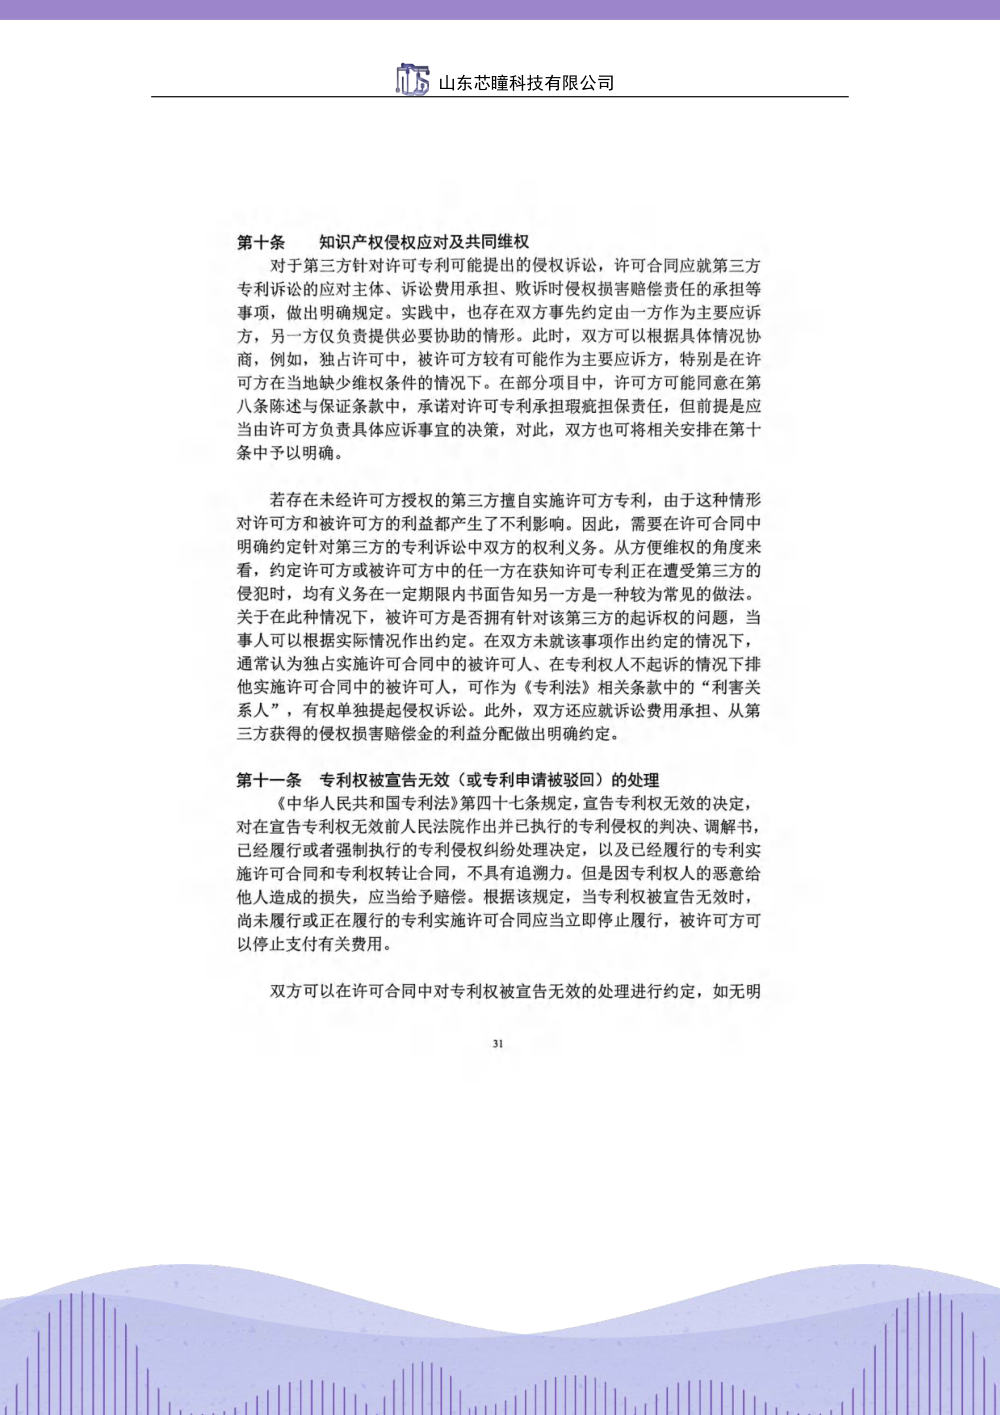 山东芯瞳科技有限公司
第十条 知识产权侵权应对及共同维权
对于第三方针对许可专利可能提出的侵权诉讼，许可合同应就第三方
专利诉讼的应对主体、诉讼费用承担、败诉时侵权损害赔偿责任的承担等
事项，做出明确规定。实践中，也存在双方事先约定由一方作为主要应诉
方，另一方仅负责提供必要协助的情形。此时，双方可以根据具体情况协
商，例如，独占许可中，被许可方较有可能作为主要应诉方，特别是在许
可方在当地缺少维权条件的情况下。在部分项目中，许可方可能同意在第
八条陈述与保证条款中，承诺对许可专利承担瑕疵担保责任，但前提是应
当由许可方负责具体应诉事宜的决策，对此，双方也可将相关安排在第十
条中予以明确。
若存在未经许可方授权的第三方擅自实施许可方专利，由于这种情形
对许可方和被许可方的利益都产生了不利影响。因此，需要在许可合同中
明确约定针对第三方的专利诉讼中双方的权利义务。从方便维权的角度来
看，约定许可方或被许可方中的任一方在获知许可专利正在遭受第三方的
侵犯时，均有义务在一定期限内书面告知另一方是一种较为常见的做法。
关于在此种情况下，被许可方是否拥有针对该第三方的起诉权的问题，当
事人可以根据实际情况作出约定。在双方未就该事项作出约定的情况下，
通常认为独占实施许可合同中的被许可人、在专利权人不起诉的情况下排
他实施许可合同中的被许可人，可作为《专利法》相关条款中的“利害关
系人”，有权单独提起侵权诉讼。此外，双方还应就诉讼费用承担、从第
三方获得的侵权损害赔偿金的利益分配做出明确约定。
第十一条 专利权被宣告无效（或专利申请被驳回）的处理
《中华人民共和国专利法》第四十七条规定，宣告专利权无效的决定，
对在宣告专利权无效前人民法院作出并已执行的专利侵权的判决、调解书，
已经履行或者强制执行的专利侵权纠纷处理决定，以及已经履行的专利实
施许可合同和专利权转让合同，不具有追溯力。但是因专利权人的恶意给
他人造成的损失，应当给予赔偿。根据该规定，当专利权被宣告无效时，
尚未履行或正在履行的专利实施许可合同应当立即停止履行，被许可方可
以停止支付有关费用。
双方可以在许可合同中对专利权被宣告无效的处理进行约定，如无明
31